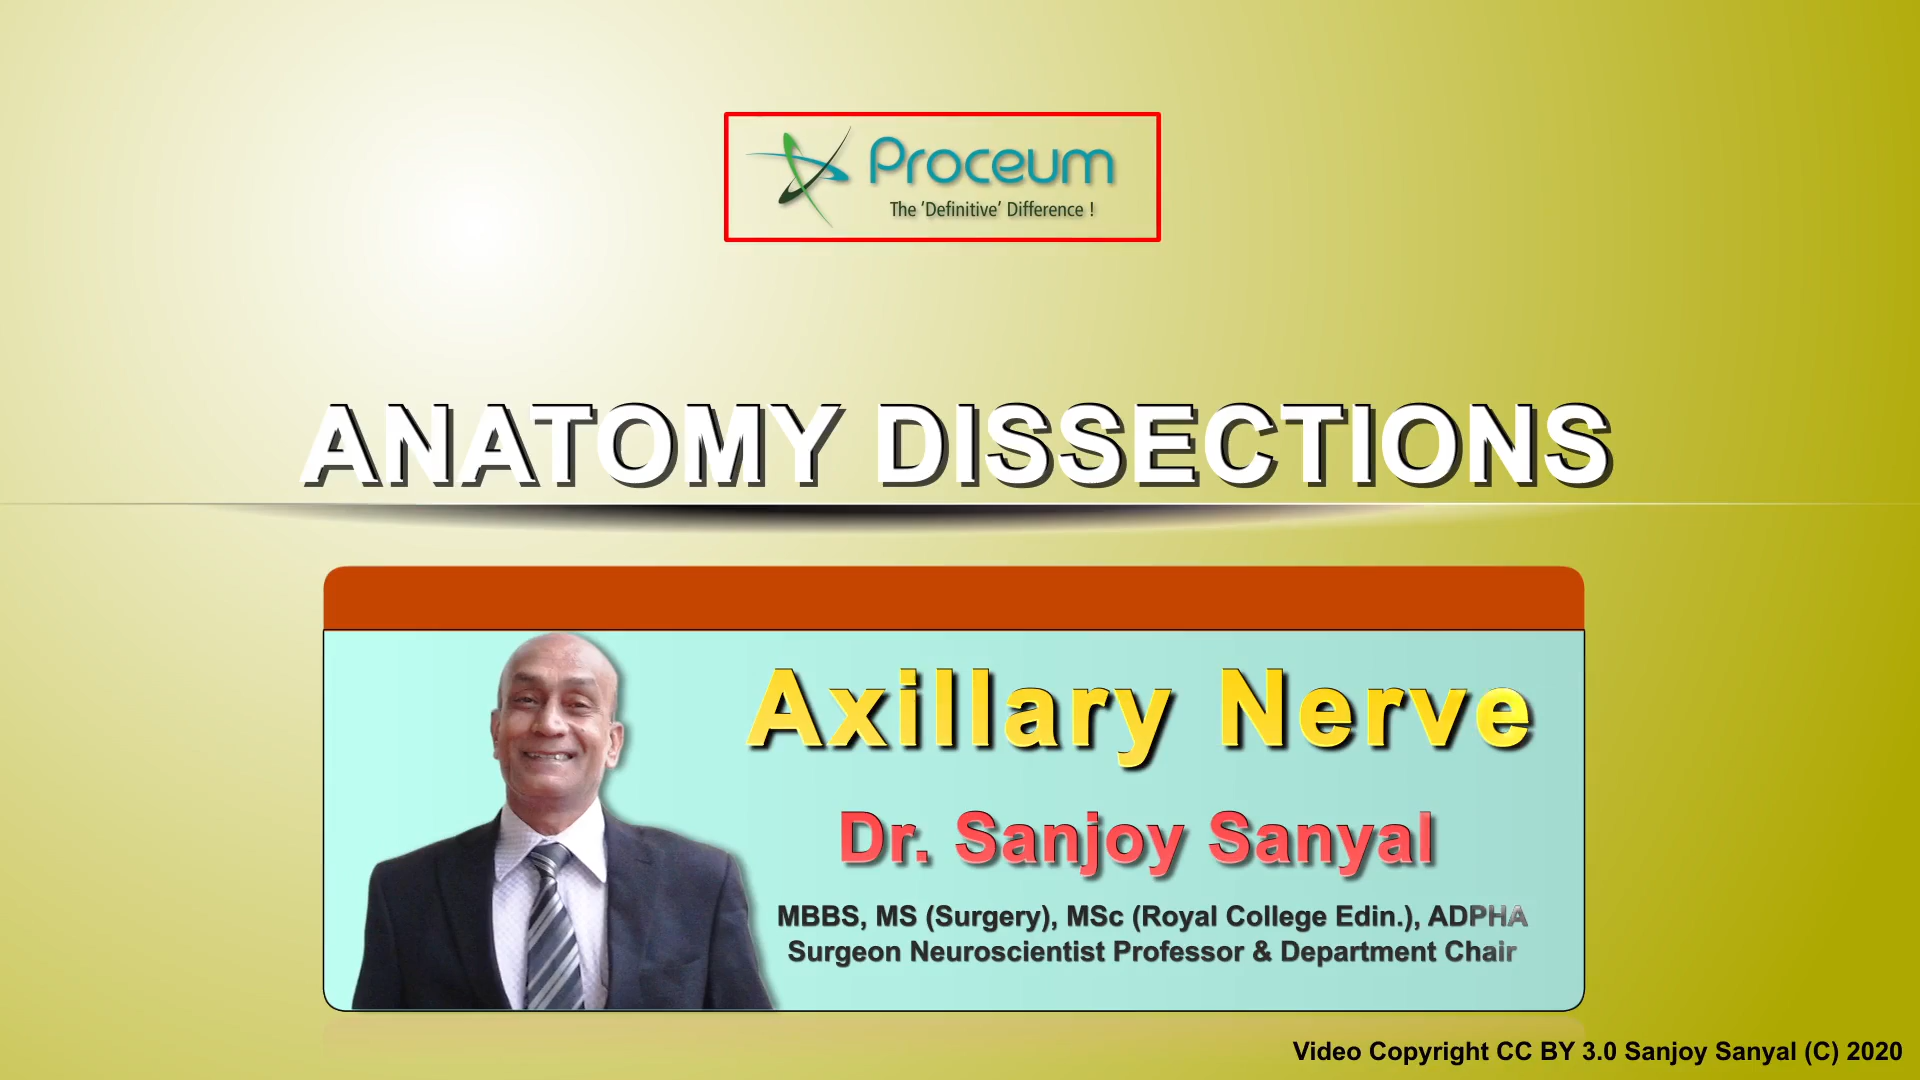 Proceum
The 'Definitive' Difference !
ANATOMY DISSECTIONS
Axillary Nerve
Dr. Sanjoy Sanyal
MBBS, MS (Surgery), MSc (Royal College Edin.), ADPHA
Surgeon Neuroscientist Professor & Department Chair
Video Copyright CC BY 3.0 Sanjoy Sanyal (C) 2020